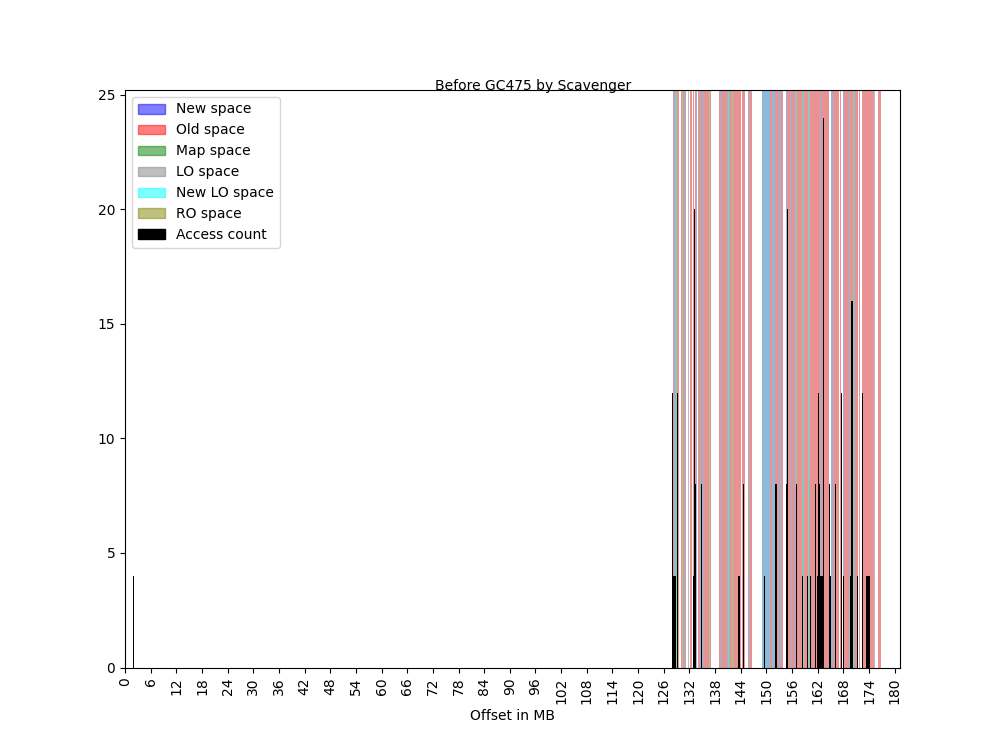 Before GC475 by Scavenger
25
20
15
10
5
0
New space
Old space
Map space
LO space
New LO space
RO space
Access count
0 6 12 18 24 30 36 42 48 54 60 66 72 78 84 90 96 102 108 114 120 126 132 138 144 150 156 162 168 174 180
Offset in MB